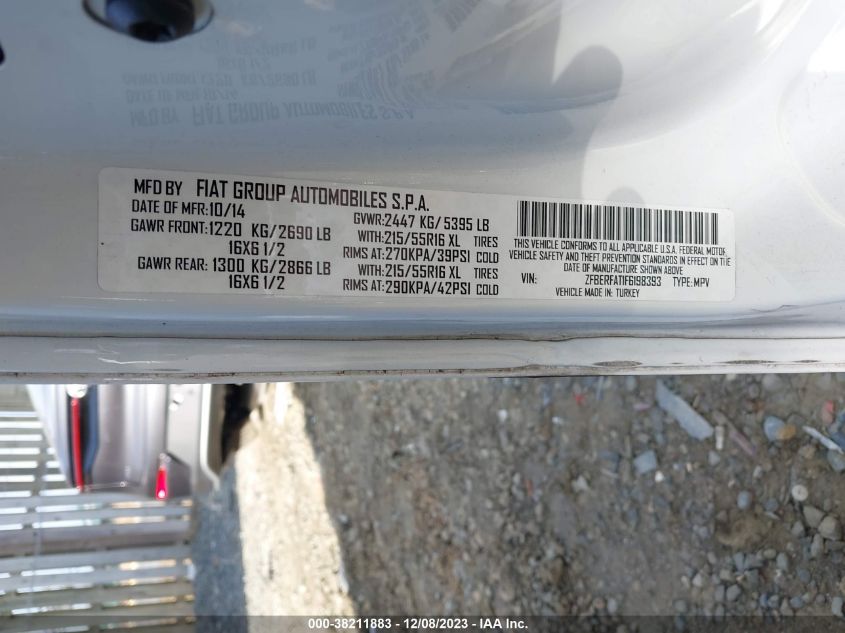 MFD BY FIAT GROUP AUTOMOBILES S.P.A.
DATE OF MFR:10/14 GVWR:2447 KG/5395 LB
GAWR FRONT:1220 KG/2690 LB WITH:215/55R16 XL TIRES
16X6 1/2 RIMS AT:270KPA/39PSI COLD
GAWR REAR: 1300 KG/2866 LB WITH:215/55R16 XL TIRES
16X6 1/2 RIMS AT:290KPA/42PSI COLD
THIS VEHICLE CONFORMS TO ALL APPLICABLE U.S.A. FEDERAL MOTOR
VEHICLE SAFETY AND THEFT PREVENTION STANDARDS IN EFFECT ON THE
DATE OF MANUFACTURE SHOWN ABOVE.
VIN: ZFBERFAT1F6198393 TYPE: MPV
VEHICLE MADE IN: TURKEY
000-38211883 - 12/08/2023 - IAA Inc.